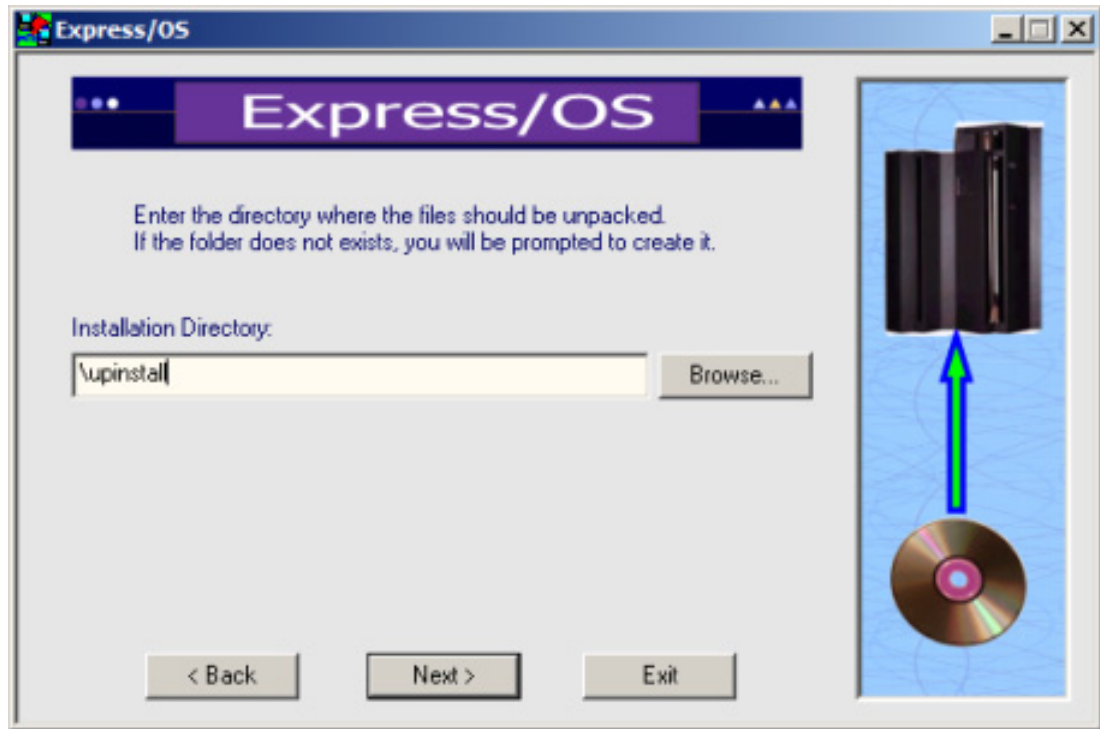 Express/OS
Express/OS
Enter the directory where the files should be unpacked.
If the folder does not exists, you will be prompted to create it.
Installation Directory:
\upinstall
Browse...
< Back
Next >
Exit